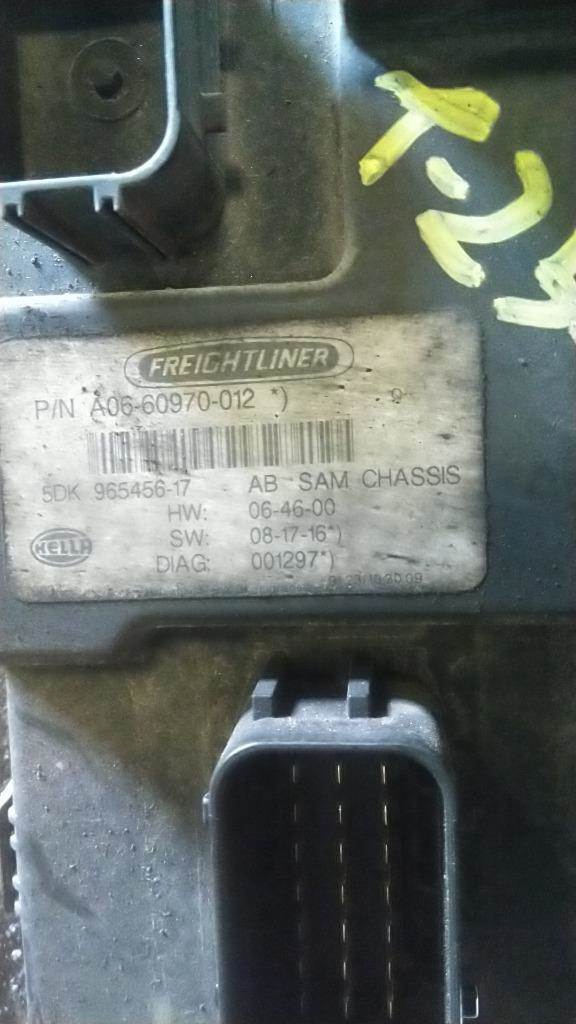 FREIGHTLINER
P/N A06-60970-012 *)
5DK 965456-17 AB SAM CHASSIS
HW: 06-46-00
HELLA
SW: 08-17-16*)
DIAG: 001297*)